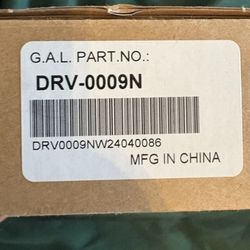 G.A.L. PART.NO.:
DRV-0009N
DRV0009NW24040086
MFG IN CHINA